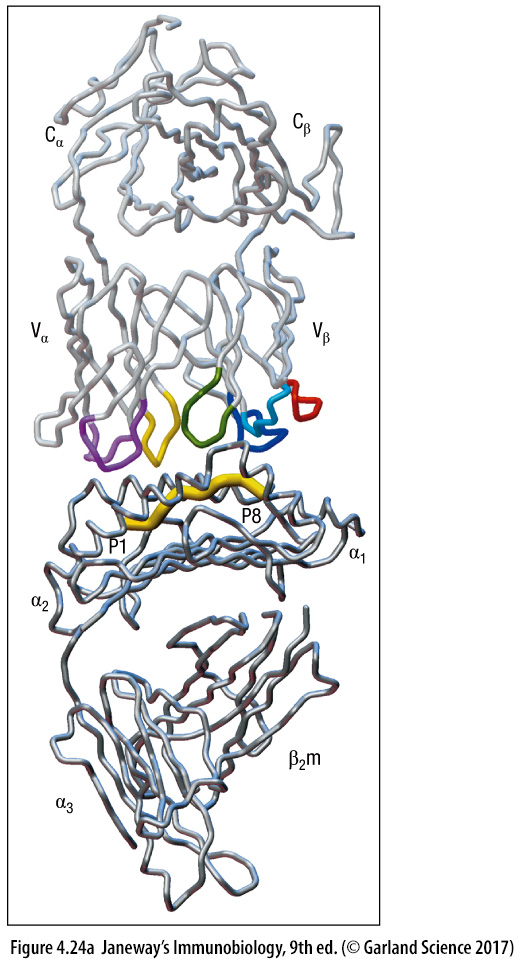 Cα
Cβ
Vα
Vβ
P1
P8
α1
α2
β2m
α3
Figure 4.24a Janeway’s Immunobiology, 9th ed. (© Garland Science 2017)